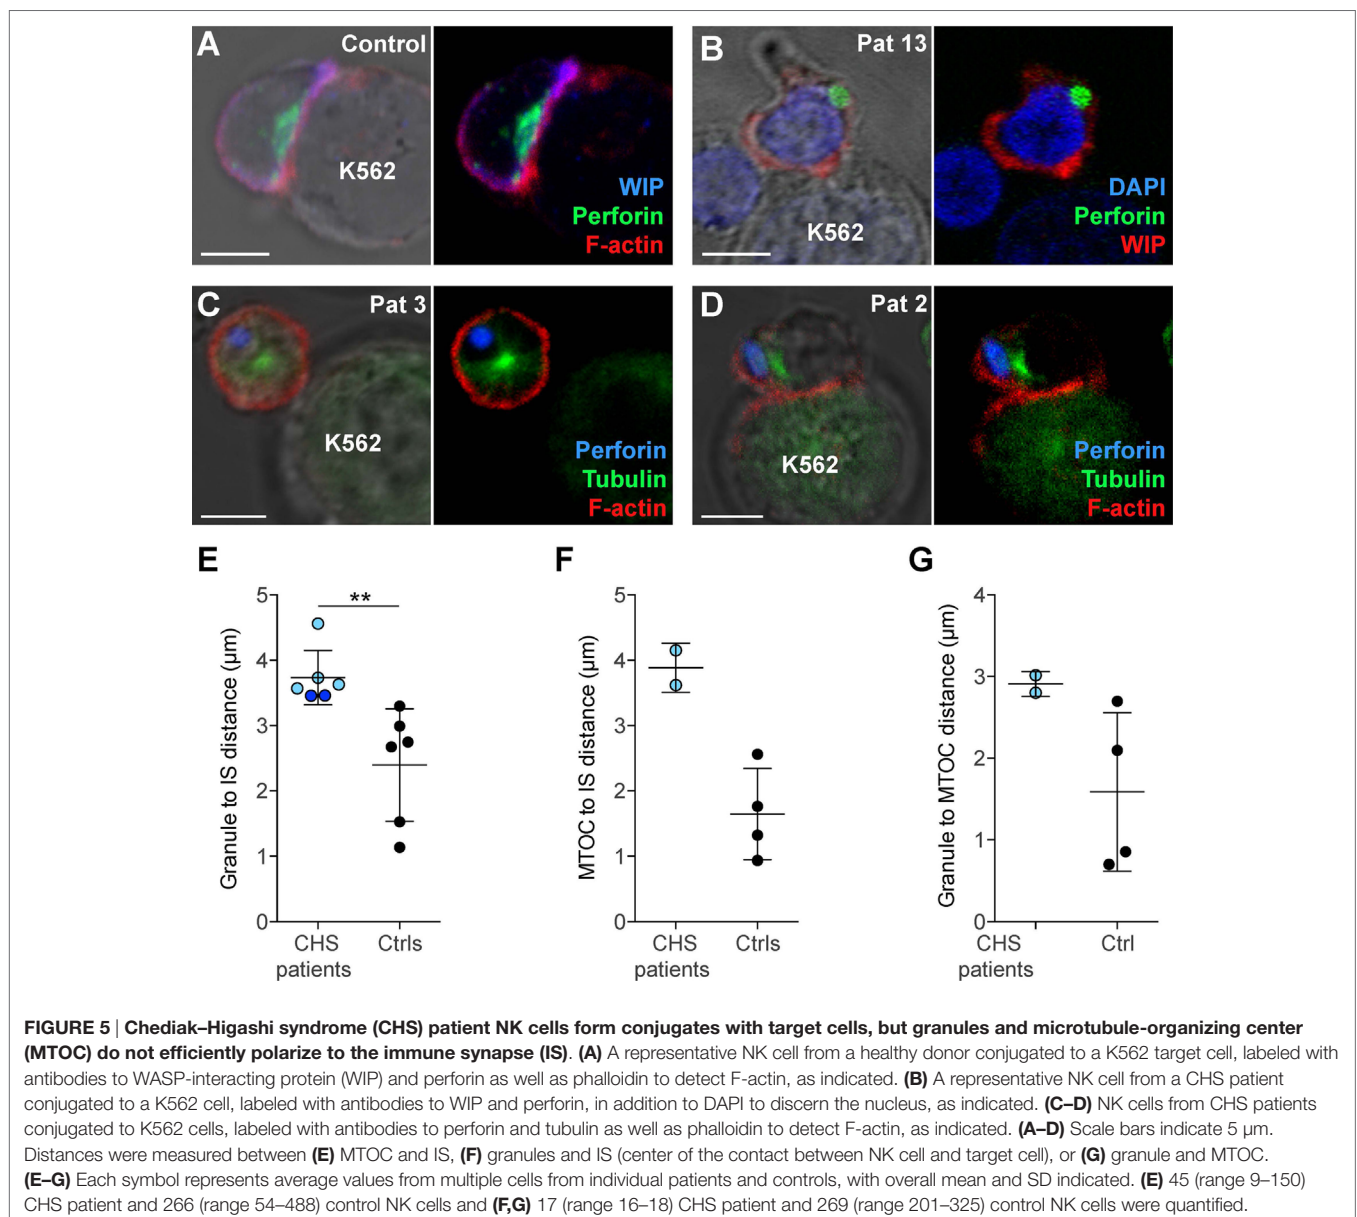 A
Control
K562
WIP
Perforin
F-actin
B
Pat 13
K562
DAPI
Perforin
WIP
C
Pat 3
K562
Perforin
Tubulin
F-actin
D
Pat 2
K562
Perforin
Tubulin
F-actin
E
Granule to IS distance (µm)
5
4
3
2
1
0
**
CHS
patients
Ctrls
F
MTOC to IS distance (µm)
5
4
3
2
1
0
CHS
patients
Ctrls
G
Granule to MTOC distance (µm)
4
3
2
1
0
CHS
patients
Ctrl
FIGURE 5 | Chediak–Higashi syndrome (CHS) patient NK cells form conjugates with target cells, but granules and microtubule-organizing center
(MTOC) do not efficiently polarize to the immune synapse (IS). (A) A representative NK cell from a healthy donor conjugated to a K562 target cell, labeled with
antibodies to WASP-interacting protein (WIP) and perforin as well as phalloidin to detect F-actin, as indicated. (B) A representative NK cell from a CHS patient
conjugated to a K562 cell, labeled with antibodies to WIP and perforin, in addition to DAPI to discern the nucleus, as indicated. (C–D) NK cells from CHS patients
conjugated to K562 cells, labeled with antibodies to perforin and tubulin as well as phalloidin to detect F-actin, as indicated. (A–D) Scale bars indicate 5 µm.
Distances were measured between (E) MTOC and IS, (F) granules and IS (center of the contact between NK cell and target cell), or (G) granule and MTOC.
(E–G) Each symbol represents average values from multiple cells from individual patients and controls, with overall mean and SD indicated. (E) 45 (range 9–150)
CHS patient and 266 (range 54–488) control NK cells and (F,G) 17 (range 16–18) CHS patient and 269 (range 201–325) control NK cells were quantified.